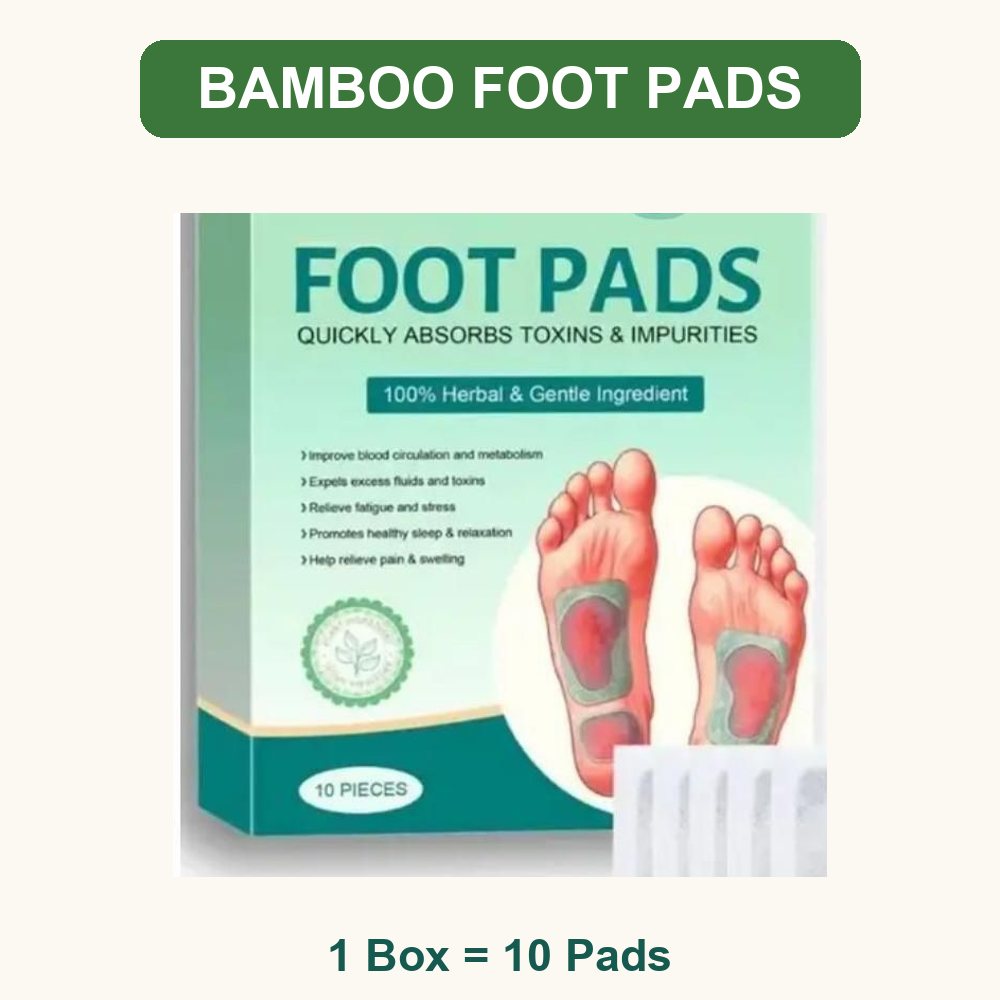 BAMBOO FOOT PADS
FOOT PADS
QUICKLY ABSORBS TOXINS & IMPURITIES
100% Herbal & Gentle Ingredient
Improve blood circulation and metabolism
Expels excess fluids and toxins
Relieve fatigue and stress
Promotes healthy sleep & relaxation
Help relieve pain & swelling
10 PIECES
1 Box = 10 Pads